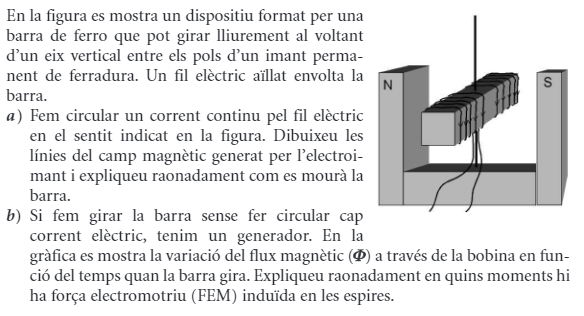 En la figura es mostra un dispositiu format per una
barra de ferro que pot girar lliurement al voltant
d’un eix vertical entre els pols d’un imant perma-
nent de ferradura. Un fil elèctric aïllat envolta la
barra.
a) Fem circular un corrent continu pel fil elèctric
en el sentit indicat en la figura. Dibuixeu les
línies del camp magnètic generat per l’electroi-
mant i expliqueu raonadament com es mourà la
barra.
b) Si fem girar la barra sense fer circular cap
corrent elèctric, tenim un generador. En la
gràfica es mostra la variació del flux magnètic (Φ) a través de la bobina en fun-
ció del temps quan la barra gira. Expliqueu raonadament en quins moments hi
ha força electromotriu (FEM) induïda en les espires.
N
S